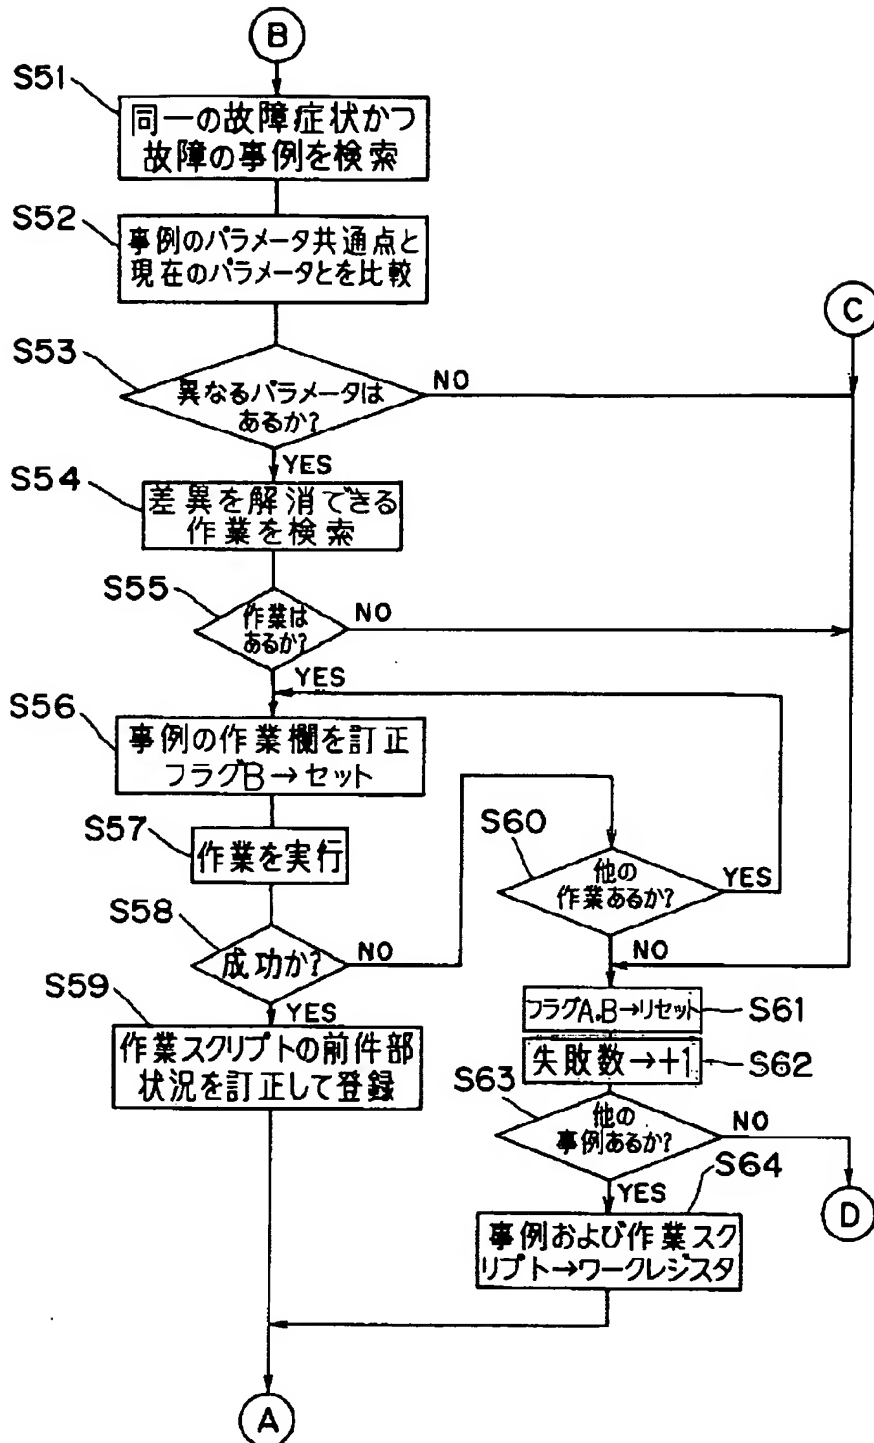 B
S51
同一の故障症状かつ
故障の事例を検索
S52
事例のパラメータ共通点と
現在のパラメータとを比較
C
S53
異なるパラメータは
あるか?
NO
YES
S54
差異を解消できる
作業を検索
S55
作業は
あるか?
NO
YES
S56
事例の作業欄を訂正
フラグB→セット
S57
作業を実行
S60
他の
作業あるか?
YES
NO
S58
成功か?
NO
YES
S59
作業スクリプトの前件部
状況を訂正して登録
フラグA.B→リセット
S61
失敗数→+1
S62
S63
他の
事例あるか?
NO
YES
S64
D
事例および作業スク
リプト→ワークレジスタ
A